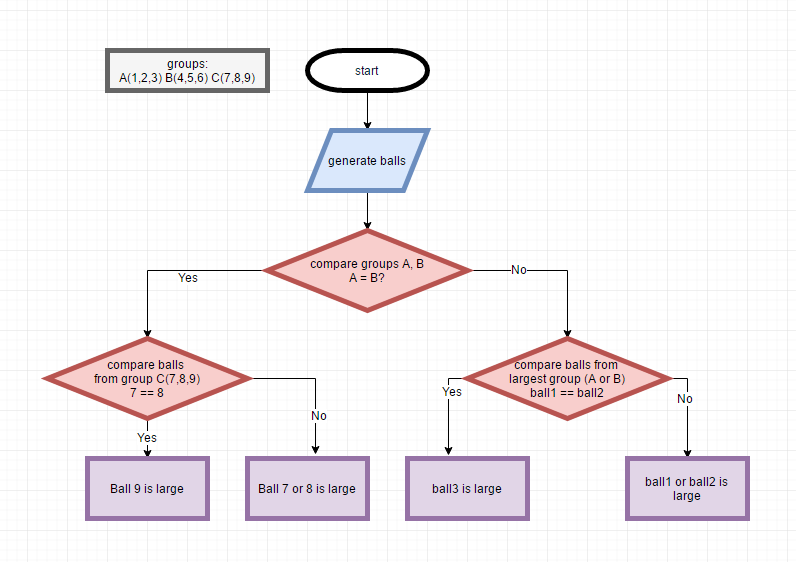 groups:
A(1,2,3) B(4,5,6) C(7,8,9)
start
generate balls
compare groups A, B
A = B?
Yes
No
compare balls
from group C(7,8,9)
7 == 8
compare balls from
largest group (A or B)
ball1 == ball2
Yes
No
Yes
No
Ball 9 is large
Ball 7 or 8 is large
ball3 is large
ball1 or ball2 is
large